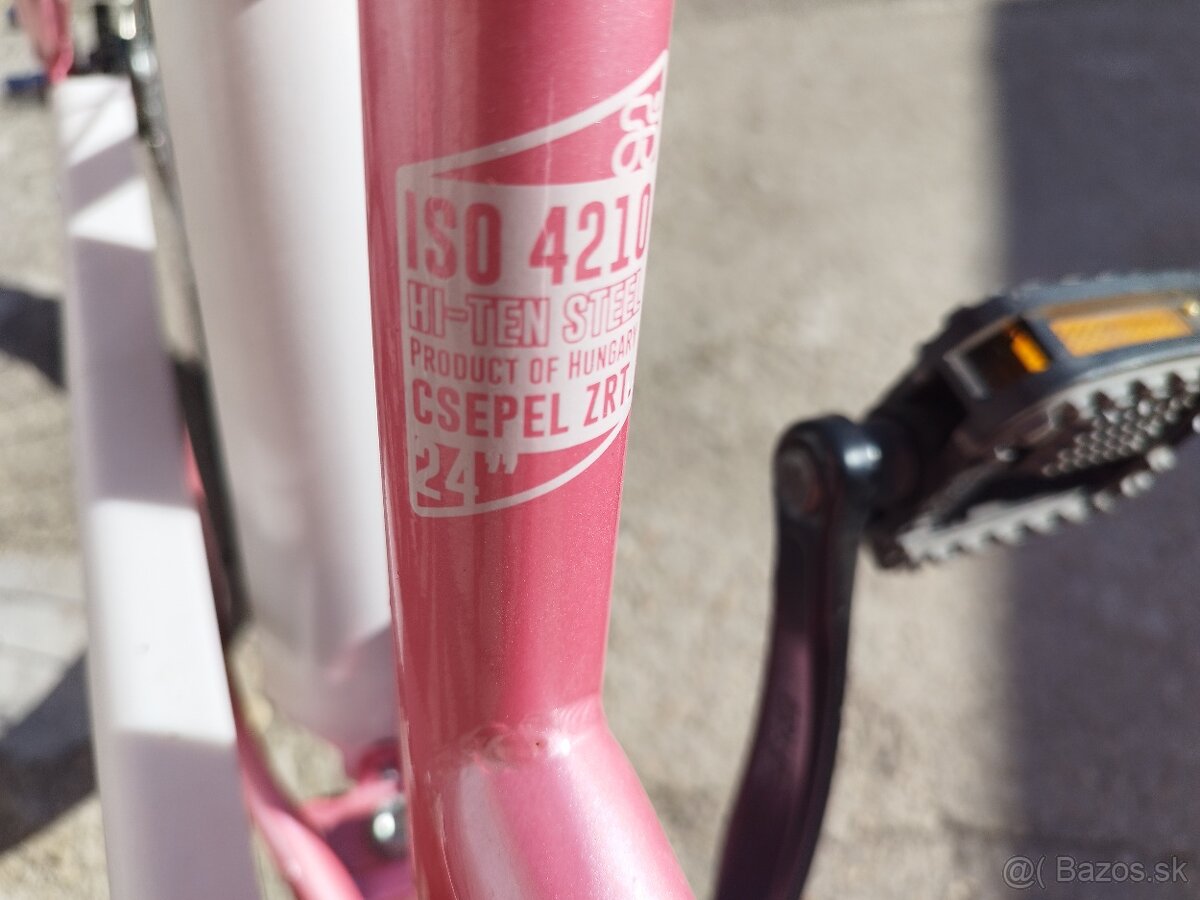 ISO 4210
HI-TEN STEEL
PRODUCT OF HUNGARY
CSEPEL ZRT.
24"
@( Bazos.sk